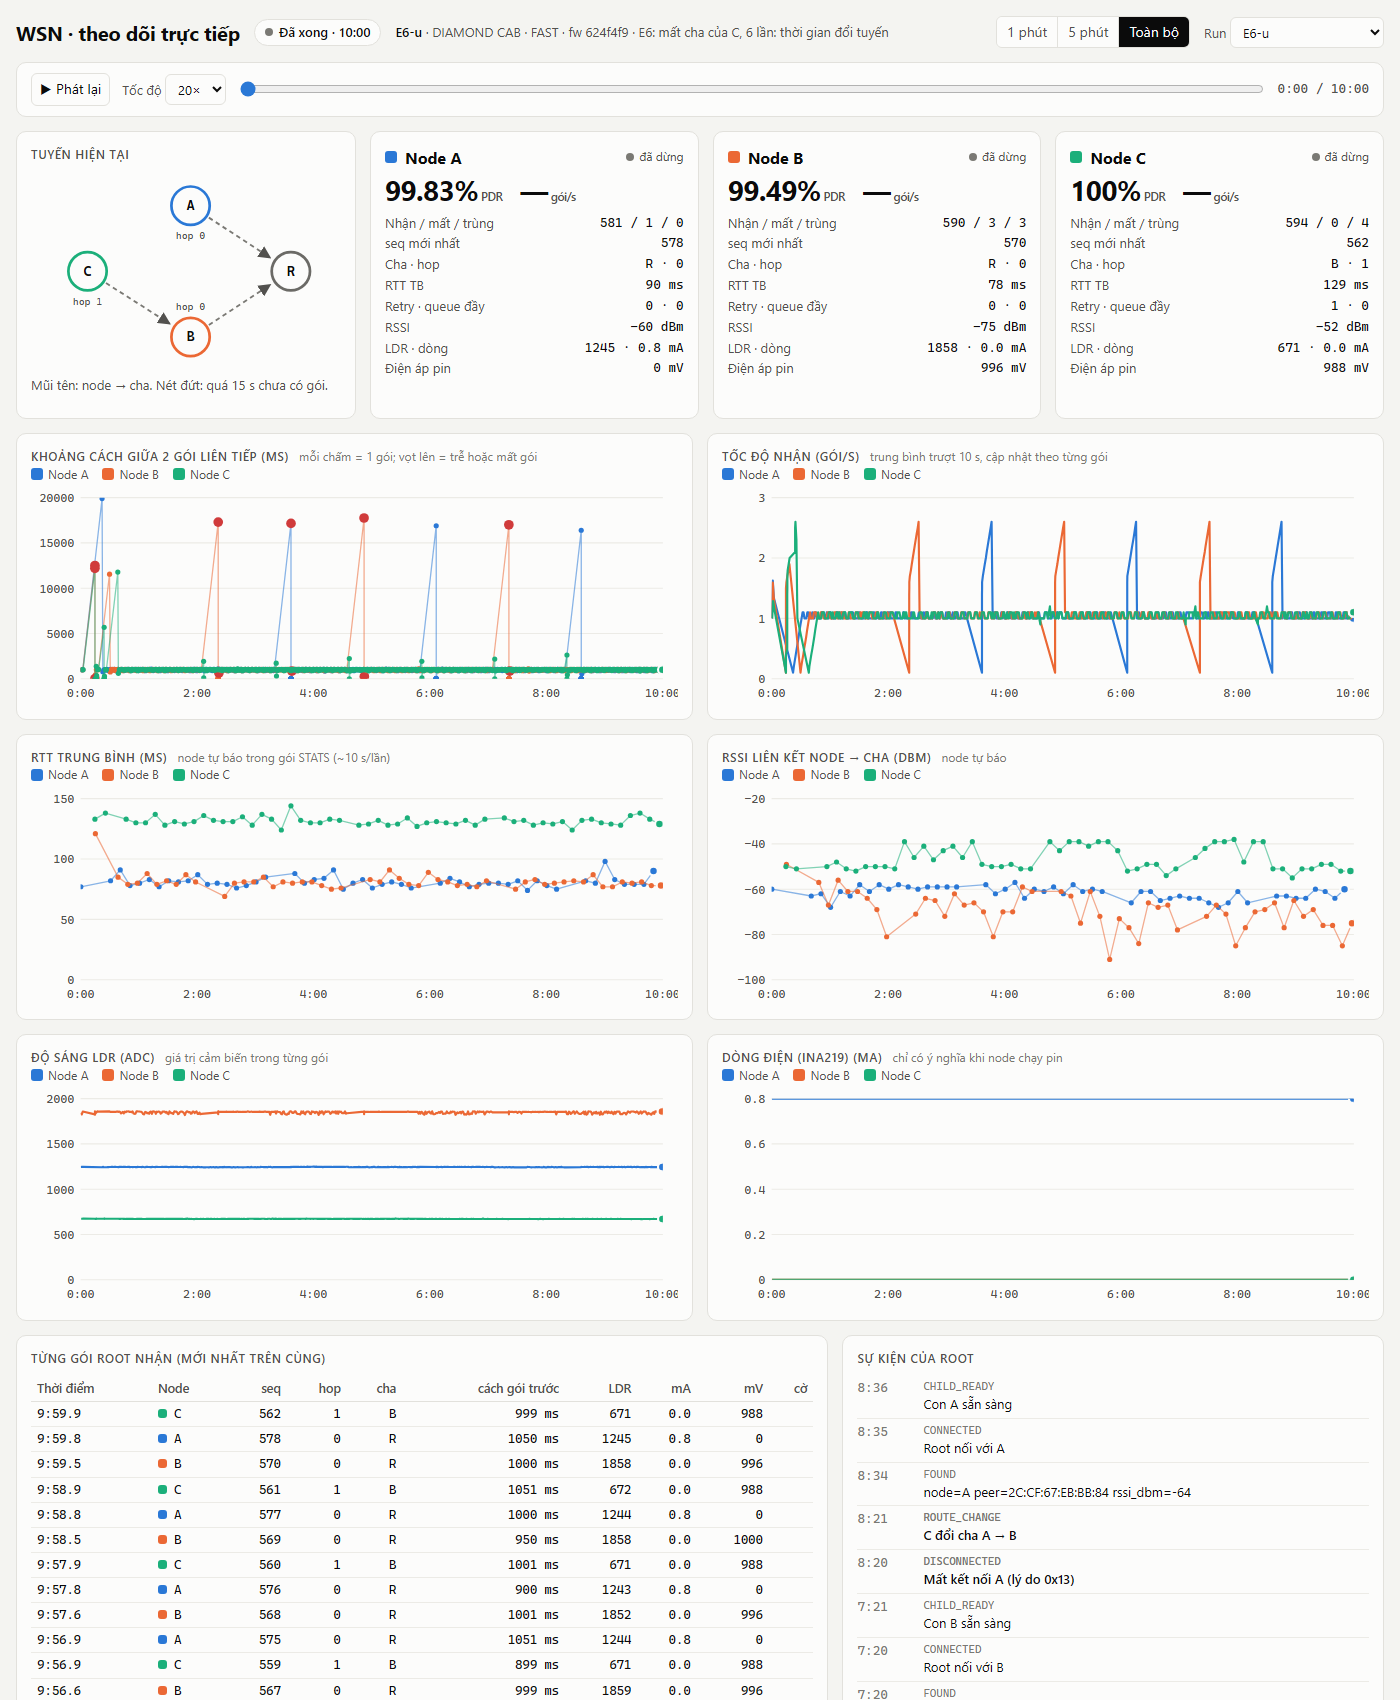 WSN · theo dõi trực tiếp
Đã xong · 10:00
E6-u · DIAMOND CAB · FAST · fw 624f4f9 · E6: mất cha của C, 6 lần: thời gian đổi tuyến
1 phút
5 phút
Toàn bộ
Run
E6-u
▶ Phát lại
Tốc độ
20×
0:00 / 10:00
TUYẾN HIỆN TẠI
A
hop 0
C
hop 1
R
hop 0
B
Mũi tên: node → cha. Nét đứt: quá 15 s chưa có gói.
Node A
đã dừng
99.83% PDR — gói/s
Nhận / mất / trùng 581 / 1 / 0
seq mới nhất 578
Cha · hop R · 0
RTT TB 90 ms
Retry · queue đầy 0 · 0
RSSI −60 dBm
LDR · dòng 1245 · 0.8 mA
Điện áp pin 0 mV
Node B
đã dừng
99.49% PDR — gói/s
Nhận / mất / trùng 590 / 3 / 3
seq mới nhất 570
Cha · hop R · 0
RTT TB 78 ms
Retry · queue đầy 0 · 0
RSSI −75 dBm
LDR · dòng 1858 · 0.0 mA
Điện áp pin 996 mV
Node C
đã dừng
100% PDR — gói/s
Nhận / mất / trùng 594 / 0 / 4
seq mới nhất 562
Cha · hop B · 1
RTT TB 129 ms
Retry · queue đầy 1 · 0
RSSI −52 dBm
LDR · dòng 671 · 0.0 mA
Điện áp pin 988 mV
KHOẢNG CÁCH GIỮA 2 GÓI LIÊN TIẾP (MS) mỗi chấm = 1 gói; vọt lên = trễ hoặc mất gói
Node A Node B Node C
20000
15000
10000
5000
0
0:00 2:00 4:00 6:00 8:00 10:00
TỐC ĐỘ NHẬN (GÓI/S) trung bình trượt 10 s, cập nhật theo từng gói
Node A Node B Node C
3
2
1
0
0:00 2:00 4:00 6:00 8:00 10:00
RTT TRUNG BÌNH (MS) node tự báo trong gói STATS (~10 s/lần)
Node A Node B Node C
150
100
50
0
0:00 2:00 4:00 6:00 8:00 10:00
RSSI LIÊN KẾT NODE → CHA (DBM) node tự báo
Node A Node B Node C
−20
−40
−60
−80
−100
0:00 2:00 4:00 6:00 8:00 10:00
ĐỘ SÁNG LDR (ADC) giá trị cảm biến trong từng gói
Node A Node B Node C
2000
1500
1000
500
0
0:00 2:00 4:00 6:00 8:00 10:00
DÒNG ĐIỆN (INA219) (MA) chỉ có ý nghĩa khi node chạy pin
Node A Node B Node C
0.8
0.6
0.4
0.2
0
0:00 2:00 4:00 6:00 8:00 10:00
TỪNG GÓI ROOT NHẬN (MỚI NHẤT TRÊN CÙNG)
Thời điểm Node seq hop cha cách gói trước LDR mA mV cờ
9:59.9 C 562 1 B 999 ms 671 0.0 988
9:59.8 A 578 0 R 1050 ms 1245 0.8 0
9:59.5 B 570 0 R 1000 ms 1858 0.0 996
9:58.9 C 561 1 B 1051 ms 672 0.0 988
9:58.8 A 577 0 R 1000 ms 1244 0.8 0
9:58.5 B 569 0 R 950 ms 1858 0.0 1000
9:57.9 C 560 1 B 1001 ms 671 0.0 988
9:57.8 A 576 0 R 900 ms 1243 0.8 0
9:57.6 B 568 0 R 1001 ms 1852 0.0 996
9:56.9 A 575 0 R 1051 ms 1244 0.8 0
9:56.9 C 559 1 B 899 ms 671 0.0 988
9:56.6 B 567 0 R 999 ms 1859 0.0 996
SỰ KIỆN CỦA ROOT
8:36 CHILD_READY
Con A sẵn sàng
8:35 CONNECTED
Root nối với A
8:34 FOUND
node=A peer=2C:CF:67:EB:BB:84 rssi_dbm=-64
8:21 ROUTE_CHANGE
C đổi cha A → B
8:20 DISCONNECTED
Mất kết nối A (lý do 0x13)
7:21 CHILD_READY
Con B sẵn sàng
7:20 CONNECTED
Root nối với B
7:20 FOUND